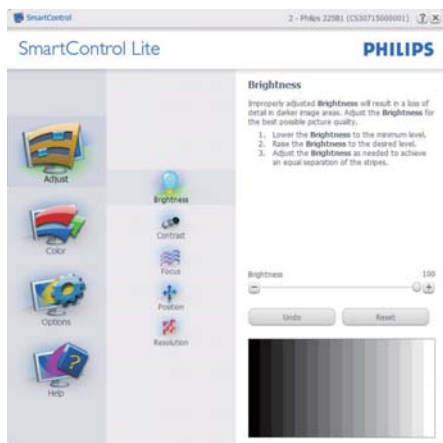 SmartControl
2 - Philips 225B1 (CS30715000001)
SmartControl Lite
PHILIPS
Adjust
Color
Options
Help
Brightness
Contrast
Focus
Position
Resolution
Brightness
Improperly adjusted Brightness will result in a loss of
detail in darker image areas. Adjust the Brightness for
the best possible picture quality.
1. Lower the Brightness to the minimum level.
2. Raise the Brightness to the desired level.
3. Adjust the Brightness as needed to achieve
an equal separation of the stripes.
Brightness 100
Undo Reset